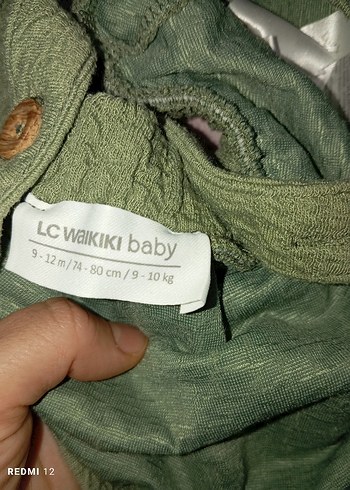 LC WAIKIKI baby
9 - 12 m / 74 - 80 cm / 9 - 10 kg
REDMI 12